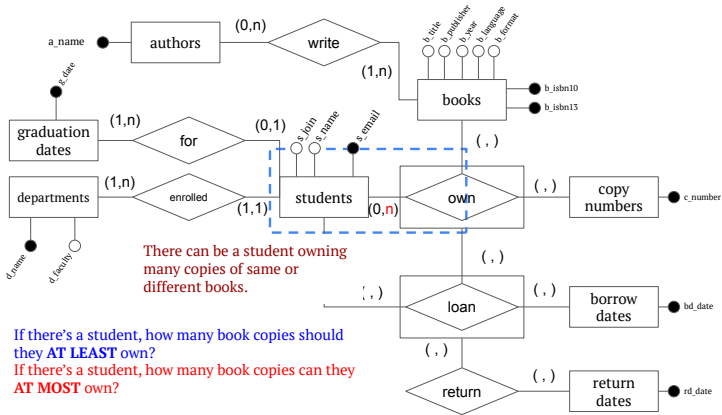 a_name
authors
(0,n)
write
(1,n)
b_title
b_publisher
b_year
b_language
b_format
books
b_isbn10
b_isbn13
g_date
graduation
dates
(1,n)
for
(0,1)
s_join
s_name
s_email
( , )
departments
(1,n)
enrolled
(1,1)
students
(0,n)
own
( , )
copy
numbers
c_number
d_name
d_faculty
There can be a student owning
many copies of same or
different books.
( , )
( , )
loan
( , )
borrow
dates
bd_date
If there's a student, how many book copies should
they AT LEAST own?
If there's a student, how many book copies can they
AT MOST own?
( , )
return
( , )
return
dates
rd_date